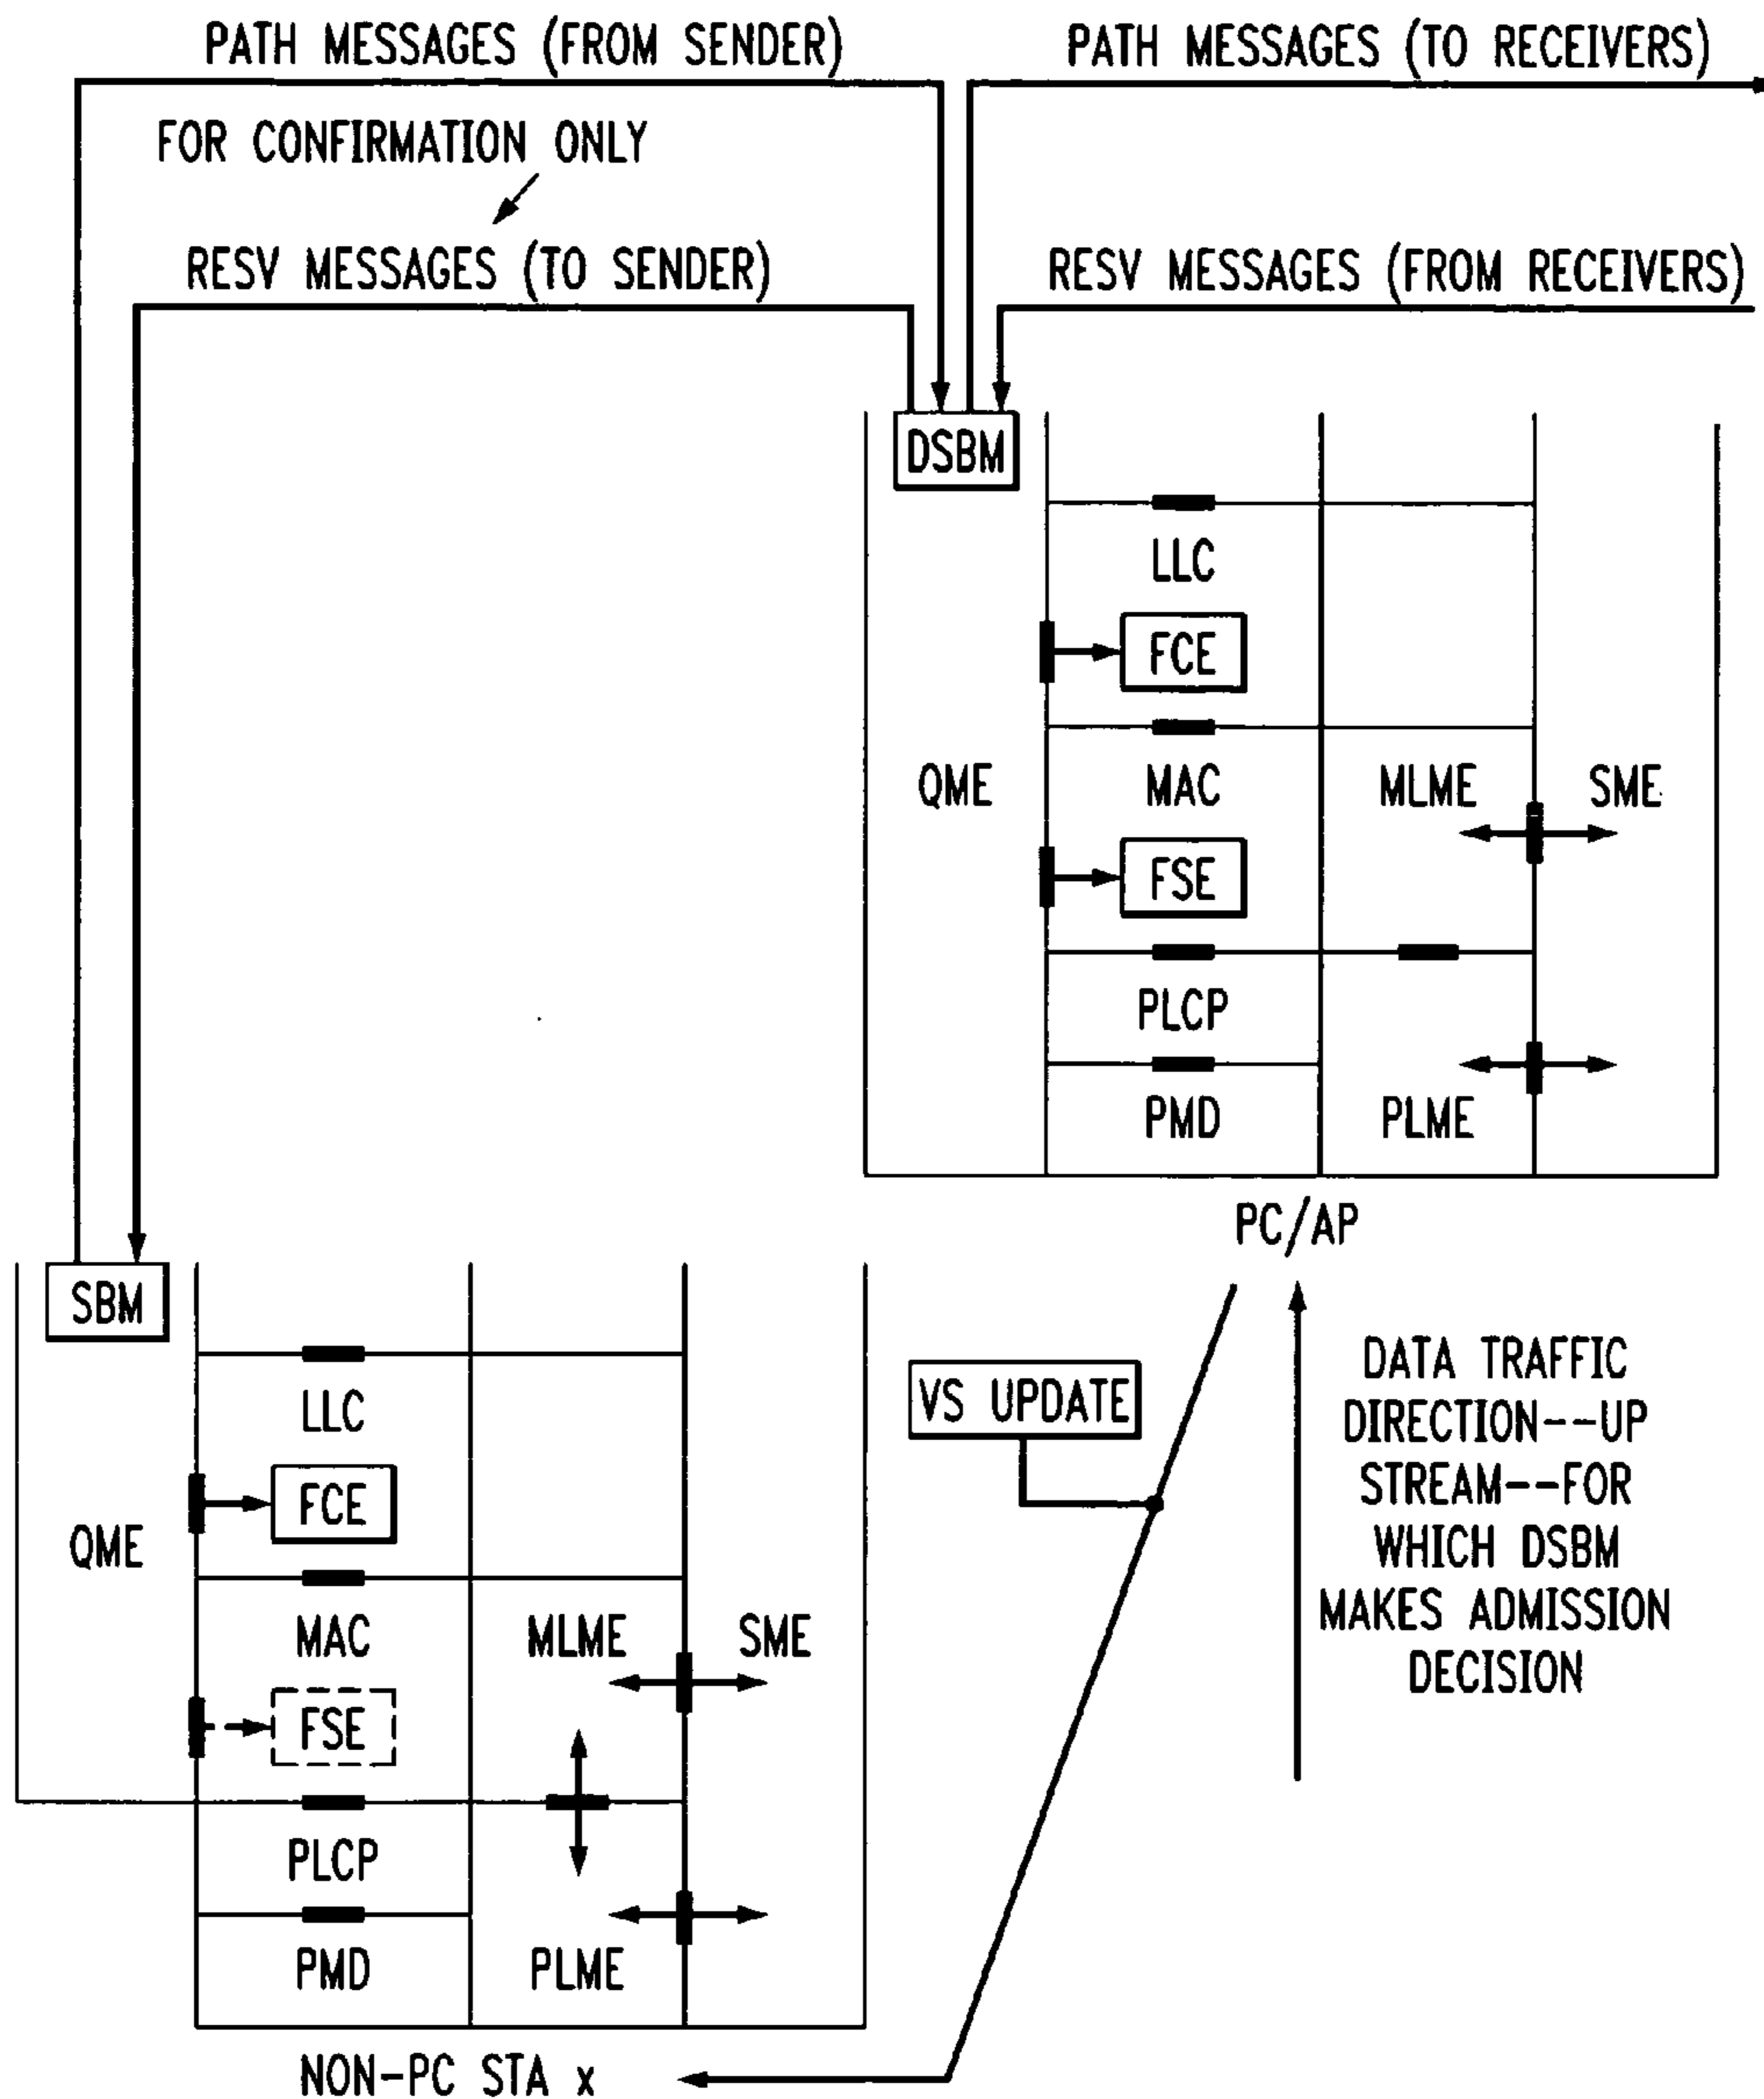 PATH MESSAGES (FROM SENDER)
PATH MESSAGES (TO RECEIVERS)
FOR CONFIRMATION ONLY
RESV MESSAGES (TO SENDER)
RESV MESSAGES (FROM RECEIVERS)
DSBM
LLC
FCE
QME
MAC
MLME
SME
FSE
PLCP
PMD
PLME
PC/AP
SBM
LLC
FCE
QME
MAC
MLME
SME
FSE
PLCP
PMD
PLME
NON-PC STA x
VS UPDATE
DATA TRAFFIC
DIRECTION--UP
STREAM--FOR
WHICH DSBM
MAKES ADMISSION
DECISION